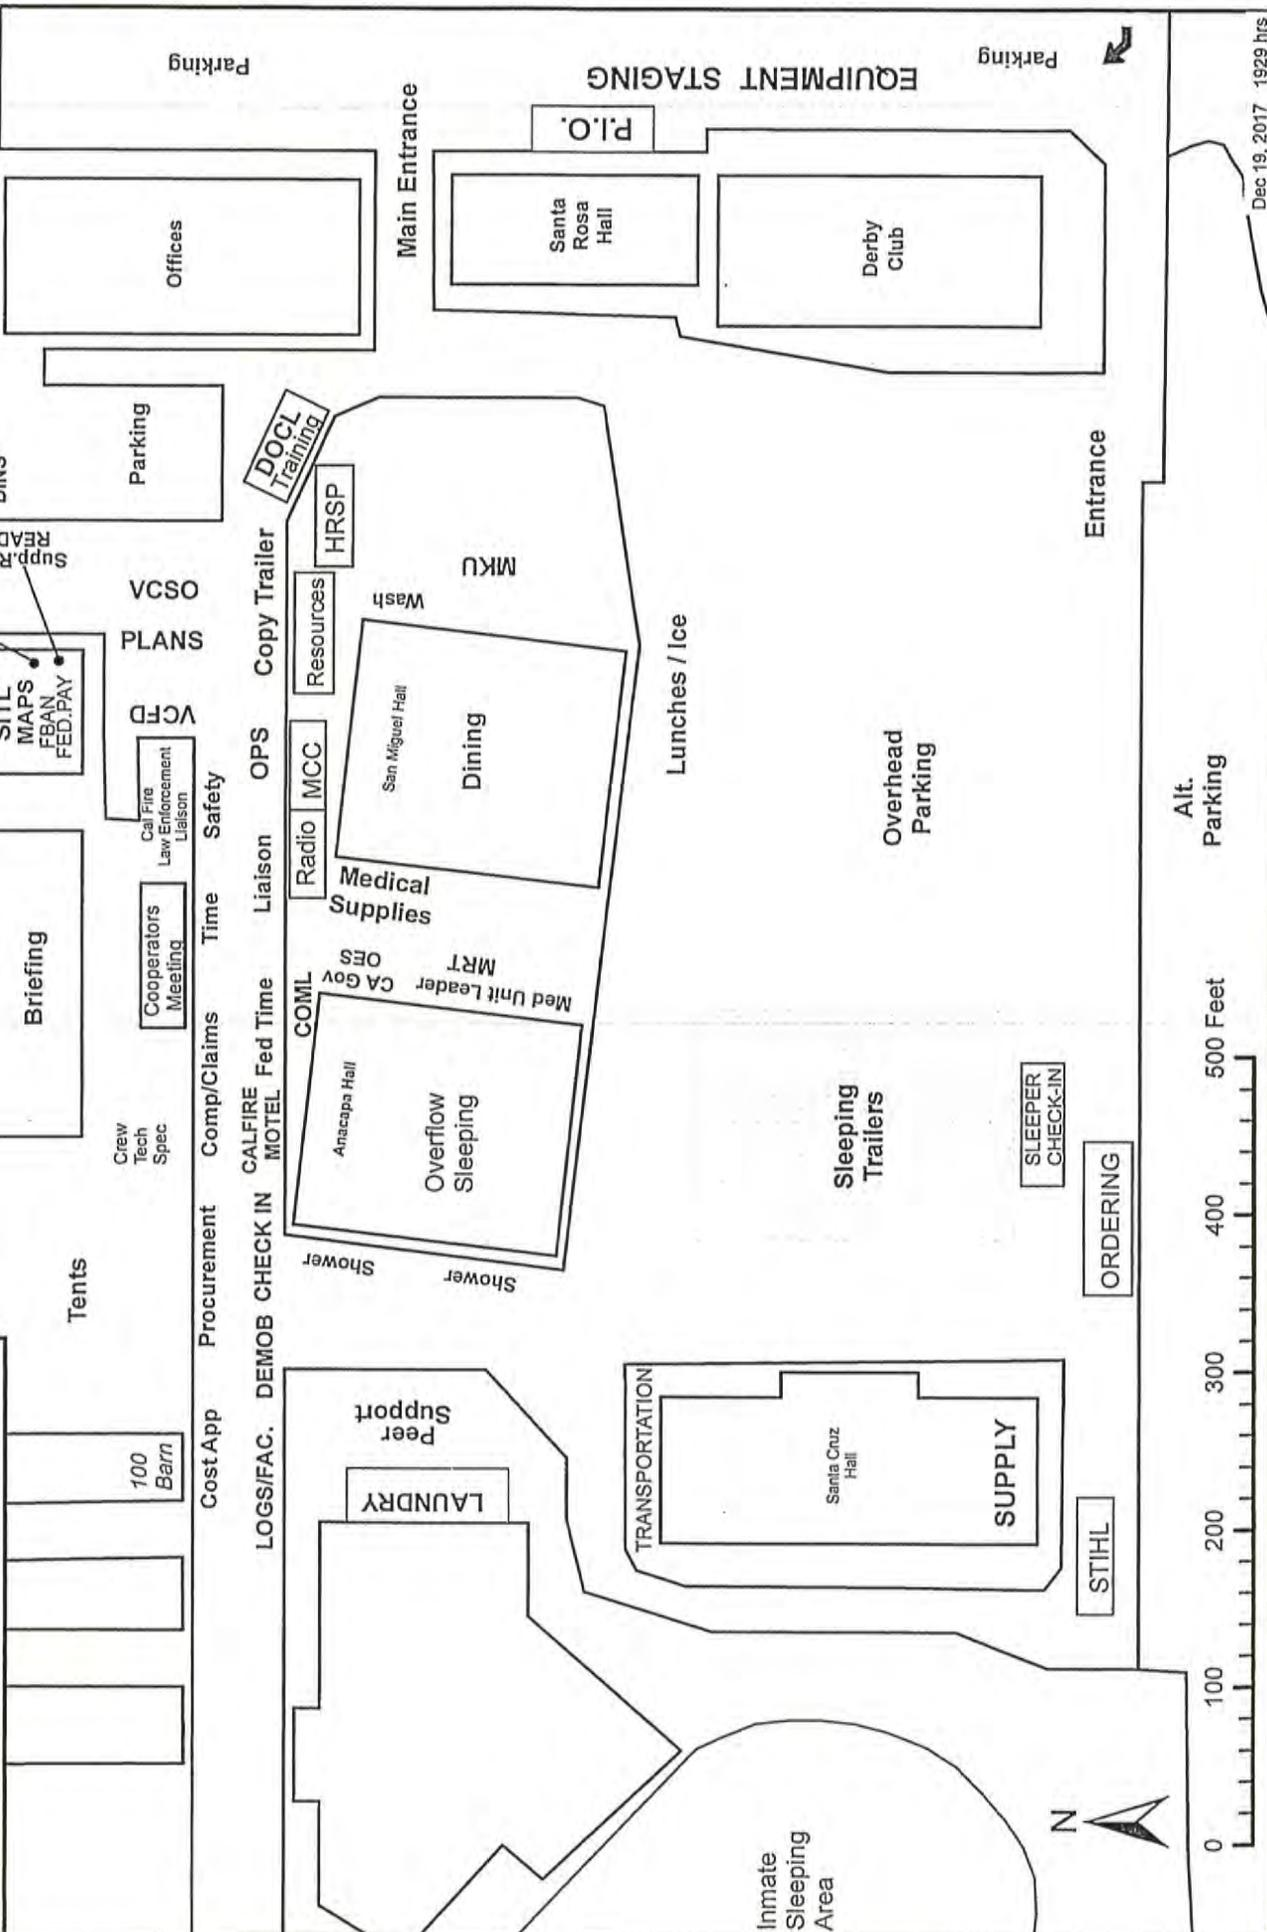 Parking
EQUIPMENT STAGING
Parking
Dec 19, 2017 1929 hrs
Main Entrance
P.I.O.
Offices
Santa
Rosa
Hall
Derby
Club
Parking
DOCL
Training
HRSP
Entrance
READ
VCSO
PLANS
VCFD
Copy Trailer
Resources
MKU
Wash
MAPS
FBAN
FED.PAY
Cal Fire
Law Enforcement
Liaison
Safety
OPS
MCC
Radio
San Miguel Hall
Dining
Lunches / Ice
Overhead
Parking
Alt.
Parking
Briefing
Cooperators
Meeting
Time
Liaison
Medical
Supplies
CA Gov
OES
MRT
Med Unit Leader
COML
Crew
Tech
Spec
Comp/Claims
Fed Time
CALFIRE
MOTEL
Anacapa Hall
Overflow
Sleeping
Sleeping
Trailers
SLEEPER
CHECK-IN
ORDERING
Tents
Procurement
CHECK IN
DEMOB
Shower
Shower
100
Barn
Cost App
LOGS/FAC.
Peer
Support
LAUNDRY
TRANSPORTATION
Santa Cruz
Hall
SUPPLY
STIHL
Inmate
Sleeping
Area
N
0 100 200 300 400 500 Feet